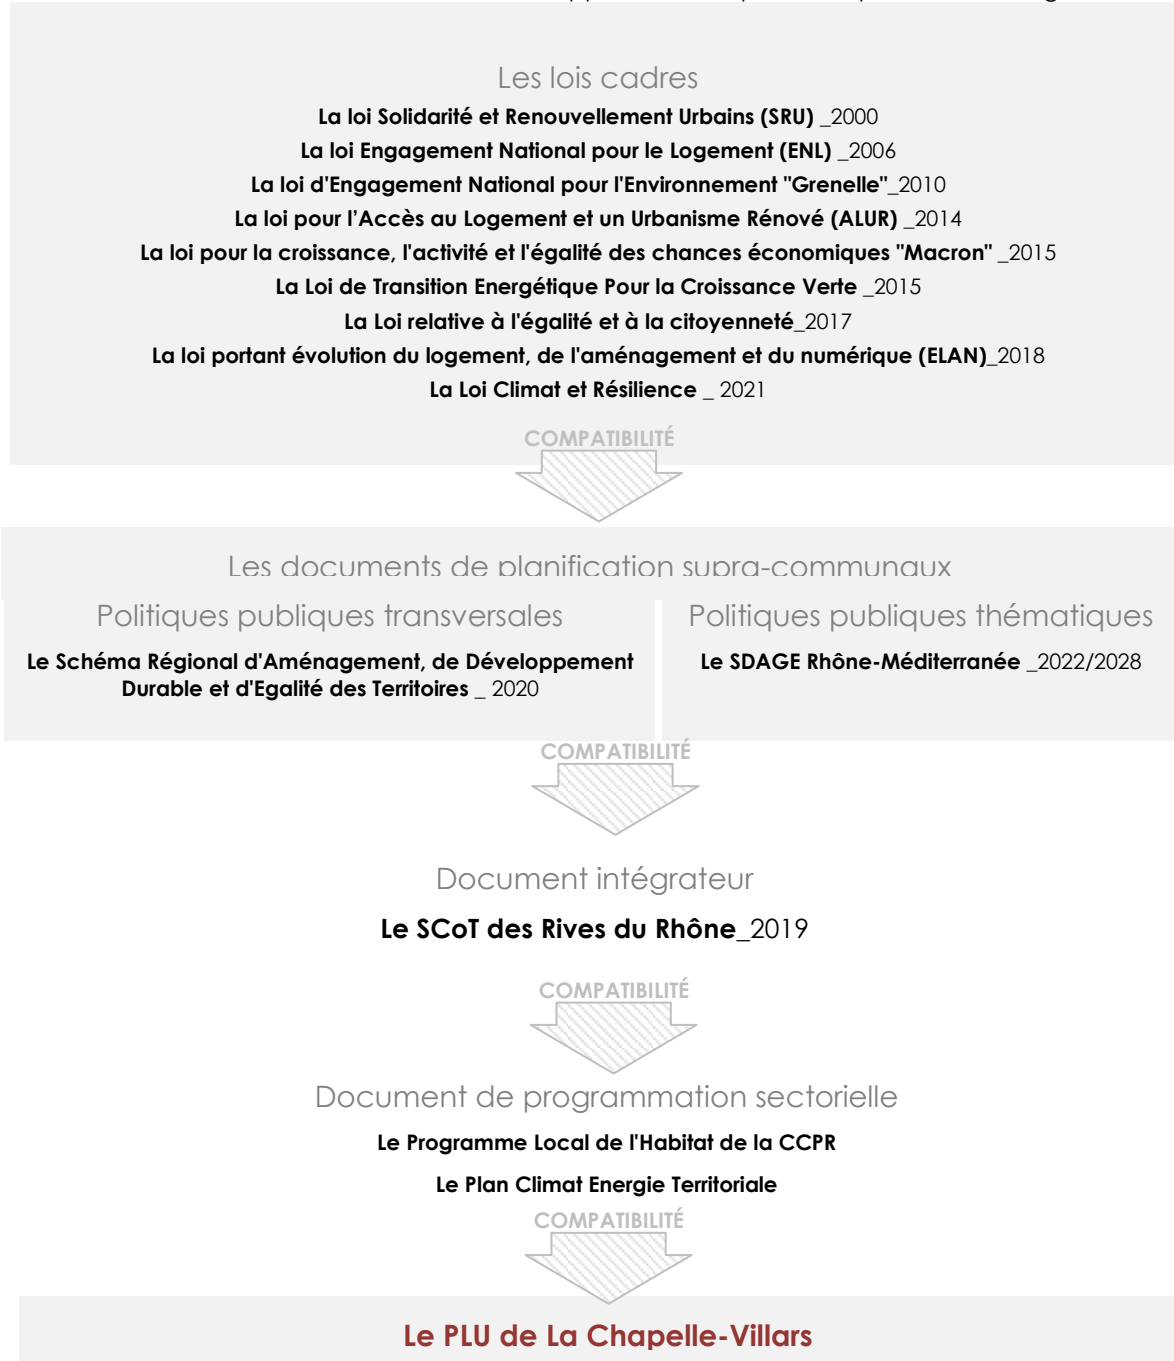 Les lois cadres
La loi Solidarité et Renouvellement Urbains (SRU) _2000
La loi Engagement National pour le Logement (ENL) _2006
La loi d'Engagement National pour l'Environnement "Grenelle"_2010
La loi pour l’Accès au Logement et un Urbanisme Rénové (ALUR) _2014
La loi pour la croissance, l'activité et l'égalité des chances économiques "Macron" _2015
La Loi de Transition Energétique Pour la Croissance Verte _2015
La Loi relative à l'égalité et à la citoyenneté_2017
La loi portant évolution du logement, de l'aménagement et du numérique (ELAN)_2018
La Loi Climat et Résilience _ 2021
COMPATIBILITÉ
Les documents de planification supra-communaux
Politiques publiques transversales
Le Schéma Régional d'Aménagement, de Développement
Durable et d'Egalité des Territoires _ 2020
Politiques publiques thématiques
Le SDAGE Rhône-Méditerranée _2022/2028
COMPATIBILITÉ
Document intégrateur
Le SCoT des Rives du Rhône_2019
COMPATIBILITÉ
Document de programmation sectorielle
Le Programme Local de l'Habitat de la CCPR
Le Plan Climat Energie Territoriale
COMPATIBILITÉ
Le PLU de La Chapelle-Villars